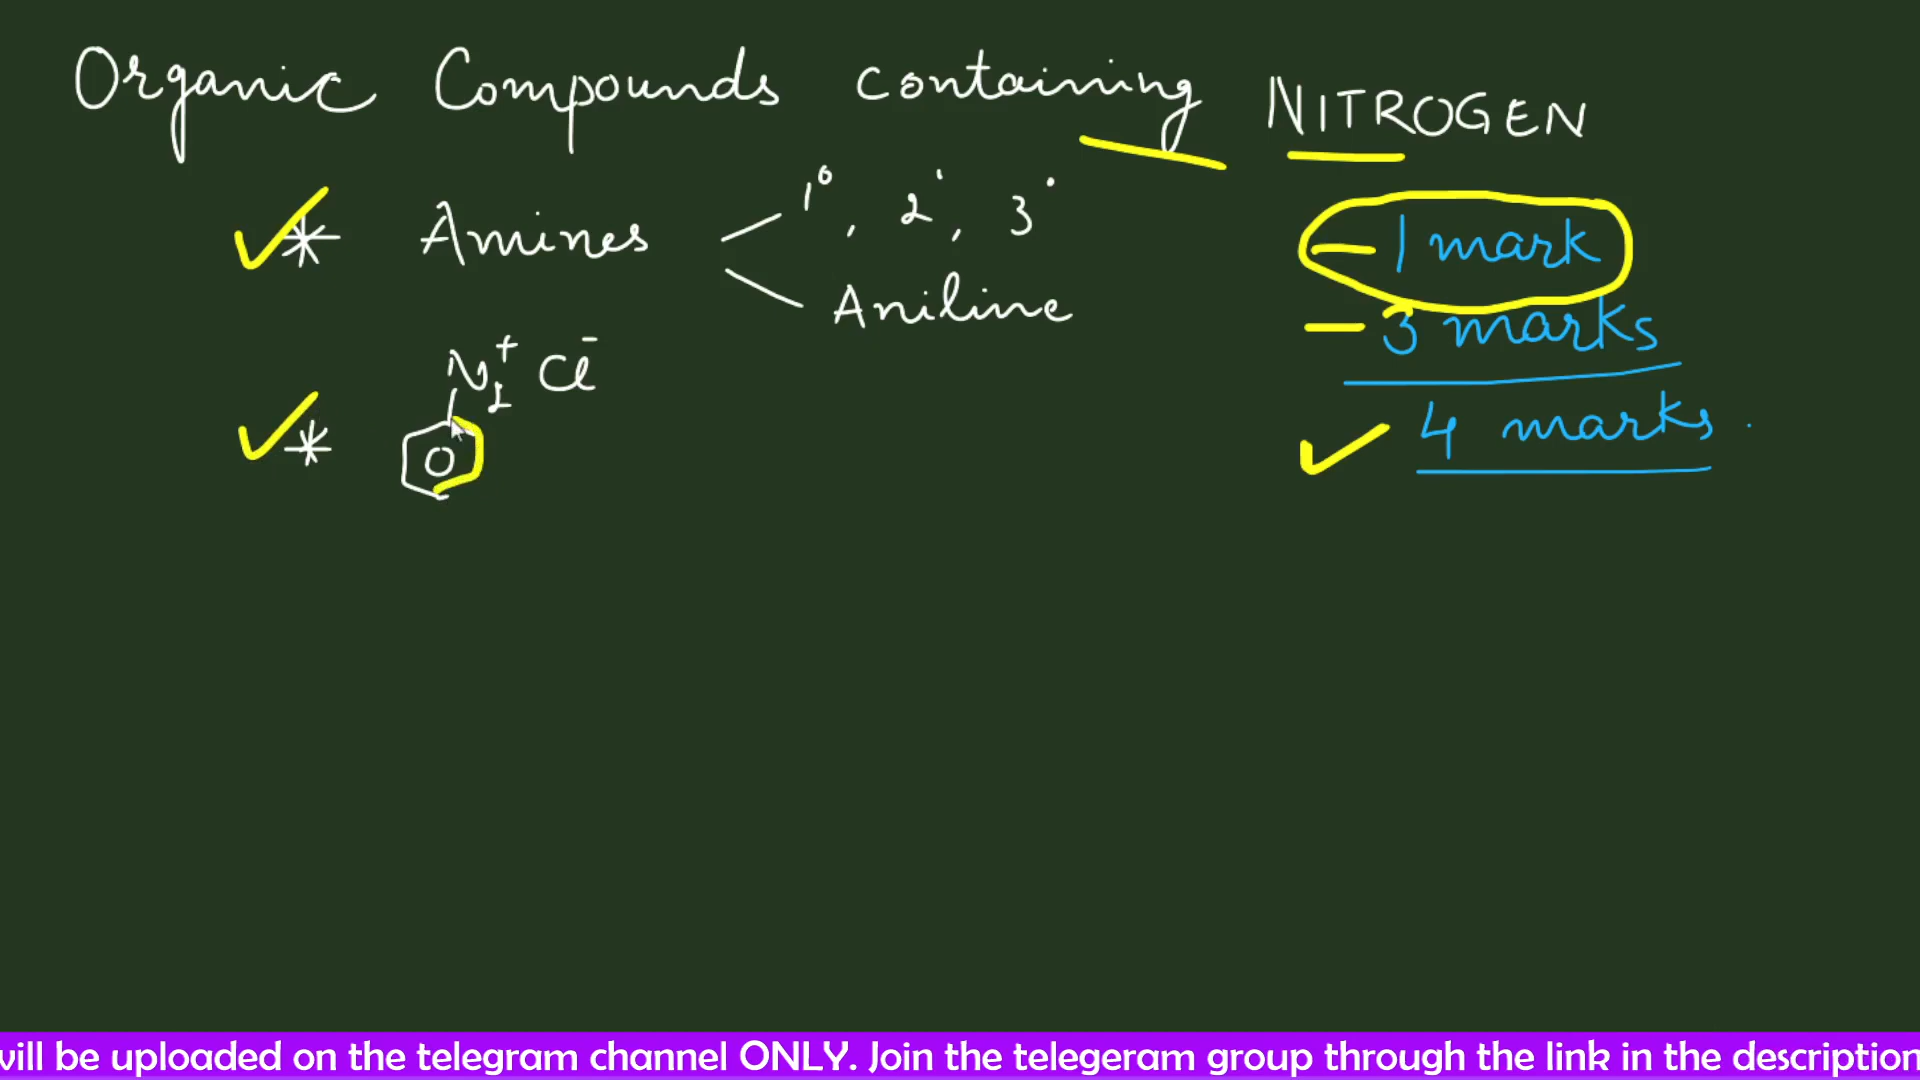 Organic Compounds containing NITROGEN
* Amines 1°, 2°, 3°
Aniline
- 1 mark
- 3 marks
4 marks.
N₂⁺ Cl⁻
*
will be uploaded on the telegram channel ONLY. Join the telegeram group through the link in the description